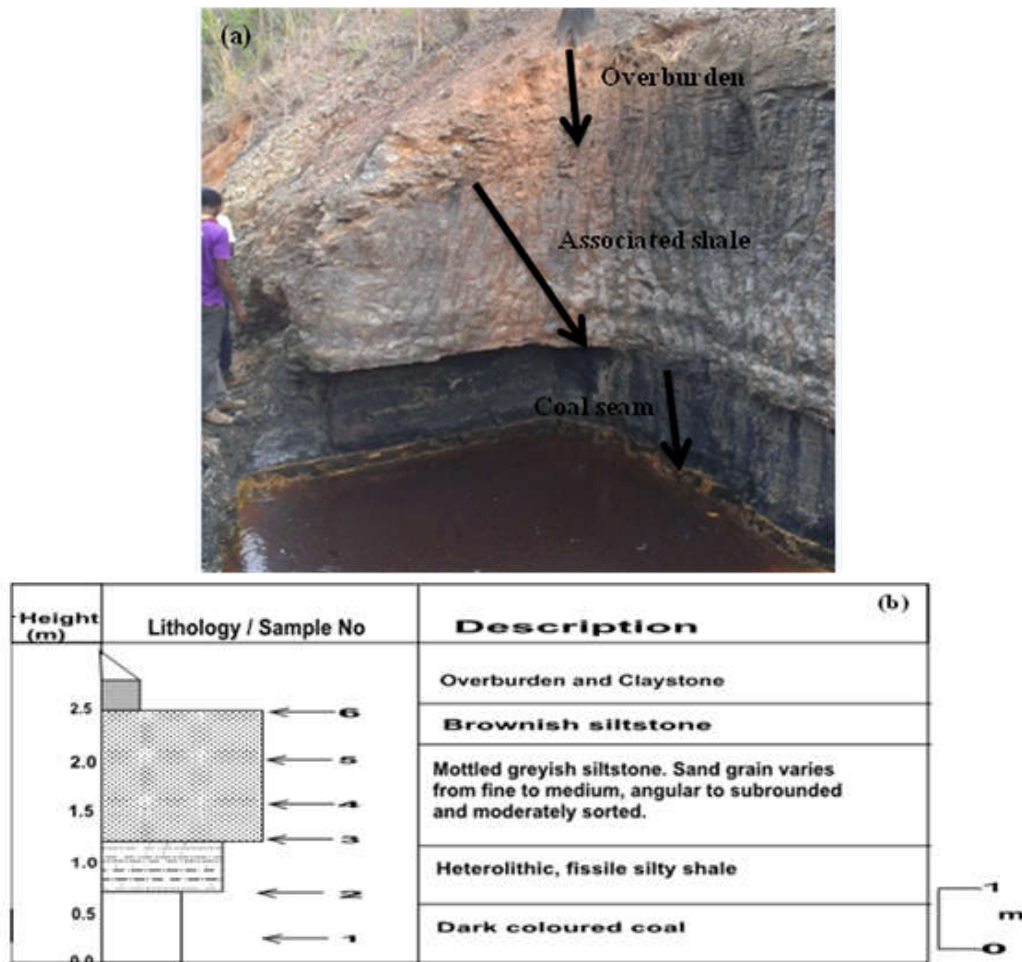 (a)
Overburden
Associated shale
Coal seam
(b)
Height
(m)
Lithology / Sample No
Description
Overburden and Claystone
2.5
6
Brownish siltstone
2.0
5
Mottled greyish siltstone. Sand grain varies
from fine to medium, angular to subrounded
and moderately sorted.
1.5
4
3
1.0
Heterolithic, fissile silty shale
2
0.5
Dark coloured coal
1
0.0
1
m
0